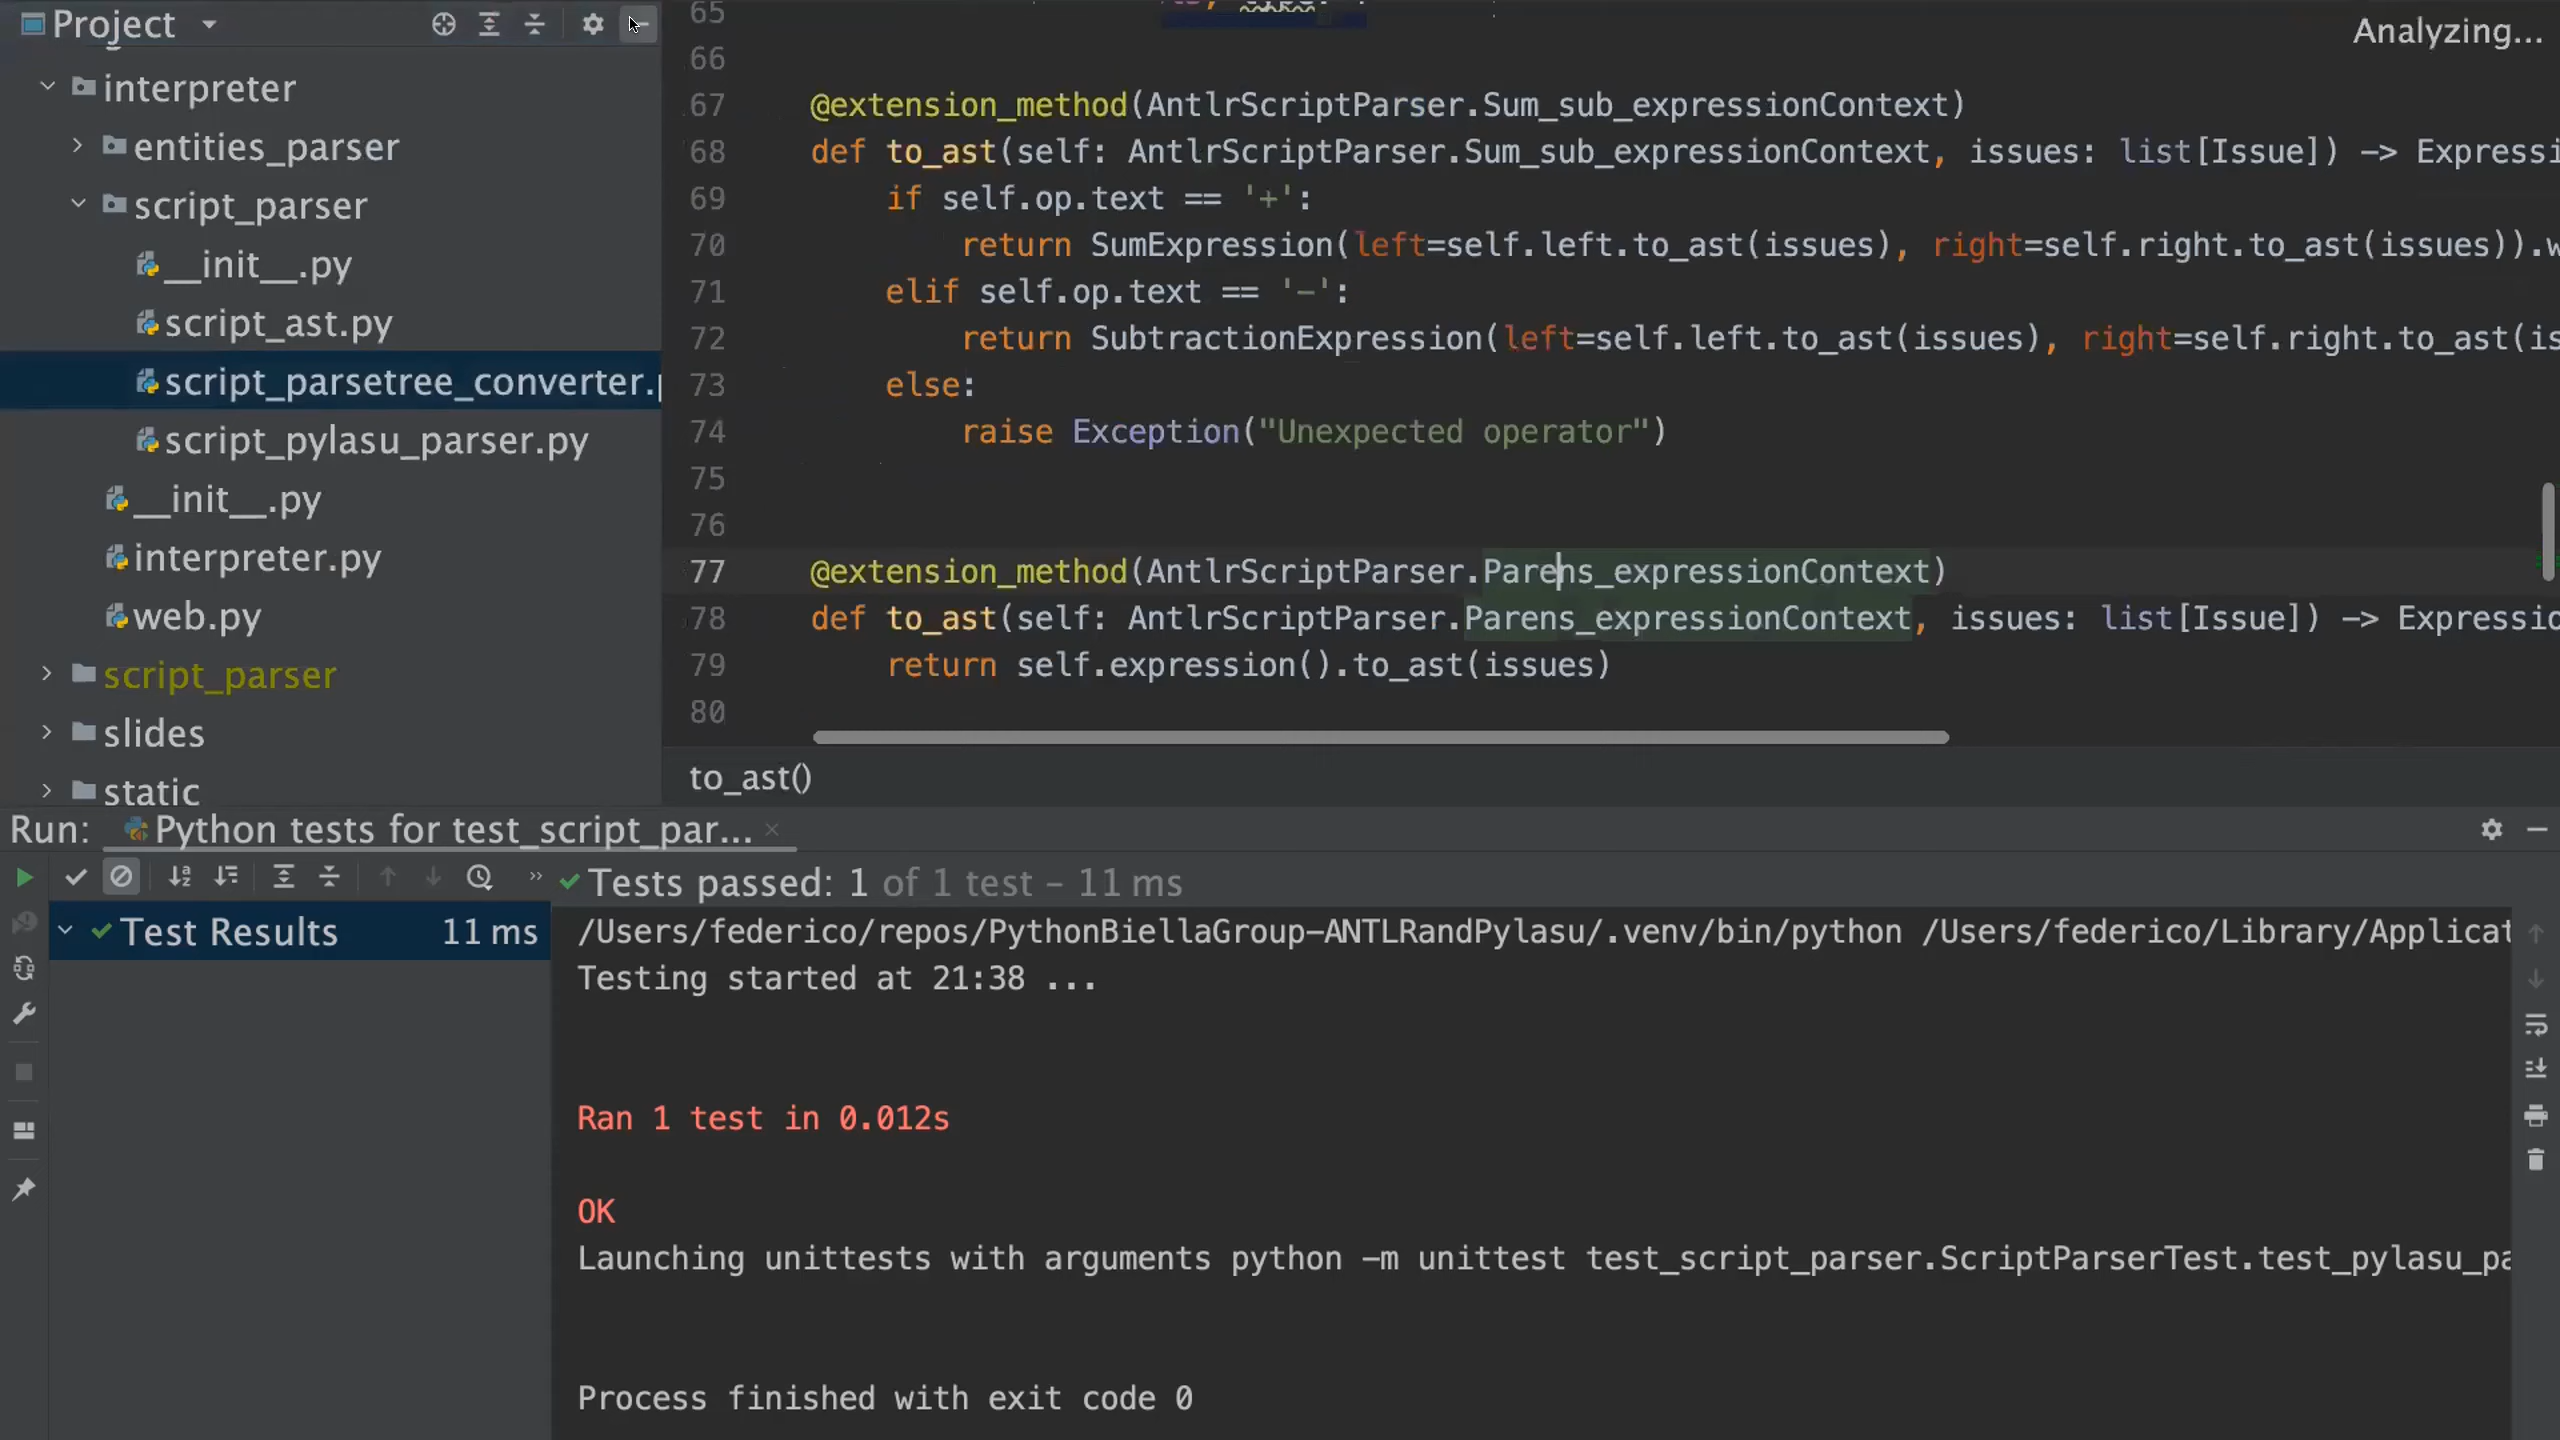 Project
Analyzing...
interpreter
entities_parser
script_parser
__init__.py
script_ast.py
script_parsetree_converter.
script_pylasu_parser.py
__init__.py
interpreter.py
web.py
script_parser
slides
static
65
66
67 @extension_method(AntlrScriptParser.Sum_sub_expressionContext)
68 def to_ast(self: AntlrScriptParser.Sum_sub_expressionContext, issues: list[Issue]) -> Expressi
69 if self.op.text == '+':
70 return SumExpression(left=self.left.to_ast(issues), right=self.right.to_ast(issues)).w
71 elif self.op.text == '-':
72 return SubtractionExpression(left=self.left.to_ast(issues), right=self.right.to_ast(is
73 else:
74 raise Exception("Unexpected operator")
75
76
77 @extension_method(AntlrScriptParser.Parens_expressionContext)
78 def to_ast(self: AntlrScriptParser.Parens_expressionContext, issues: list[Issue]) -> Expressio
79 return self.expression().to_ast(issues)
80
to_ast()
Run: Python tests for test_script_par...
Tests passed: 1 of 1 test – 11 ms
Test Results 11 ms
/Users/federico/repos/PythonBiellaGroup-ANTLRandPylasu/.venv/bin/python /Users/federico/Library/Applicat
Testing started at 21:38 ...
Ran 1 test in 0.012s
OK
Launching unittests with arguments python -m unittest test_script_parser.ScriptParserTest.test_pylasu_pa
Process finished with exit code 0